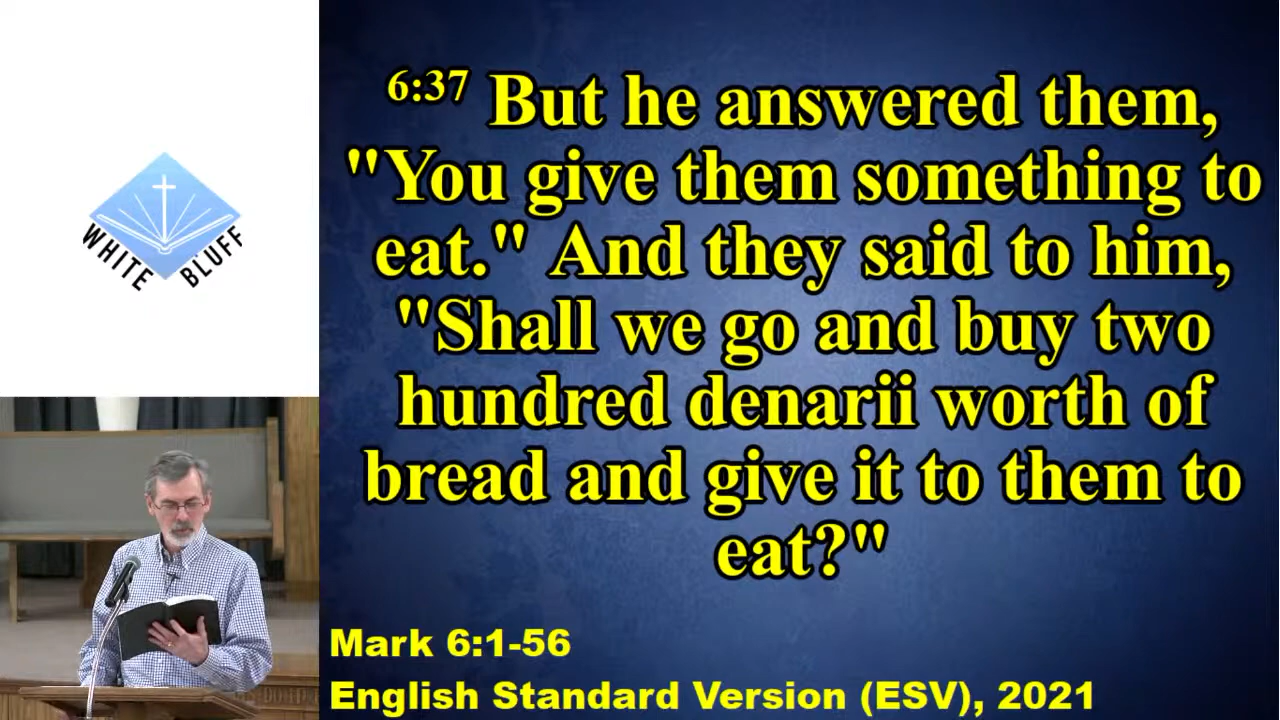 WHITE BLUFF
6:37 But he answered them,
"You give them something to
eat." And they said to him,
"Shall we go and buy two
hundred denarii worth of
bread and give it to them to
eat?"
Mark 6:1-56
English Standard Version (ESV), 2021